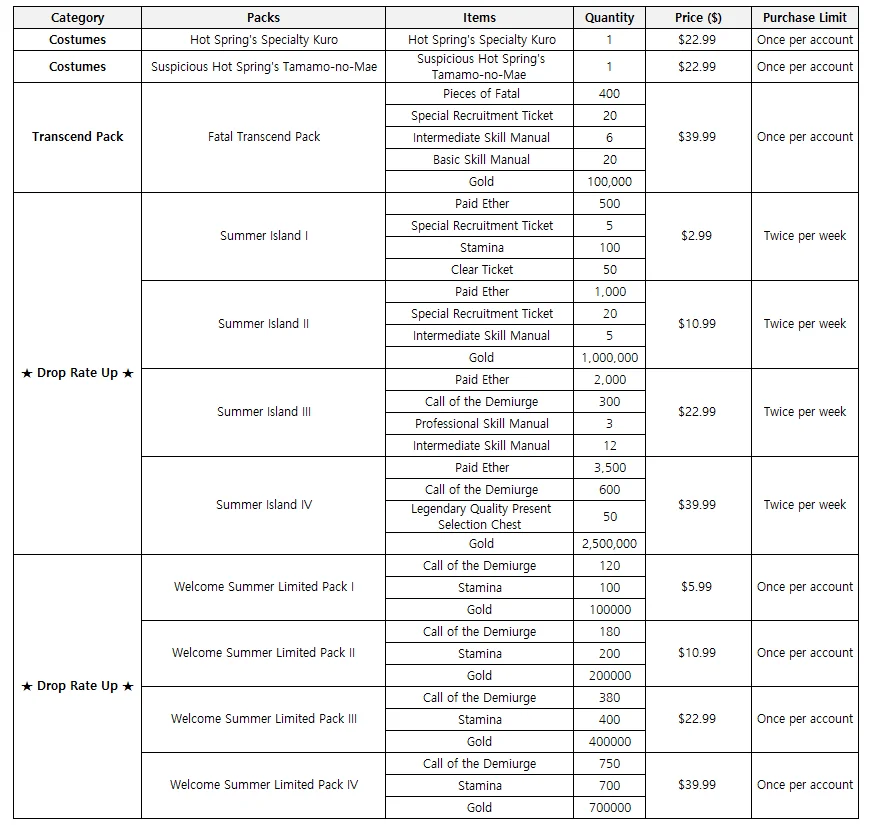 Category Packs Items Quantity Price ($) Purchase Limit
Costumes Hot Spring's Specialty Kuro Hot Spring's Specialty Kuro 1 $22.99 Once per account
Costumes Suspicious Hot Spring's Tamamo-no-Mae Suspicious Hot Spring's
Tamamo-no-Mae 1 $22.99 Once per account
Transcend Pack Fatal Transcend Pack Pieces of Fatal 400 $39.99 Once per account
Special Recruitment Ticket 20
Intermediate Skill Manual 6
Basic Skill Manual 20
Gold 100,000
★ Drop Rate Up ★ Summer Island I Paid Ether 500 $2.99 Twice per week
Special Recruitment Ticket 5
Stamina 100
Clear Ticket 50
Summer Island II Paid Ether 1,000 $10.99 Twice per week
Special Recruitment Ticket 20
Intermediate Skill Manual 5
Gold 1,000,000
Summer Island III Paid Ether 2,000 $22.99 Twice per week
Call of the Demiurge 300
Professional Skill Manual 3
Intermediate Skill Manual 12
Summer Island IV Paid Ether 3,500 $39.99 Twice per week
Call of the Demiurge 600
Legendary Quality Present
Selection Chest 50
Gold 2,500,000
★ Drop Rate Up ★ Welcome Summer Limited Pack I Call of the Demiurge 120 $5.99 Once per account
Stamina 100
Gold 100000
Welcome Summer Limited Pack II Call of the Demiurge 180 $10.99 Once per account
Stamina 200
Gold 200000
Welcome Summer Limited Pack III Call of the Demiurge 380 $22.99 Once per account
Stamina 400
Gold 400000
Welcome Summer Limited Pack IV Call of the Demiurge 750 $39.99 Once per account
Stamina 700
Gold 700000